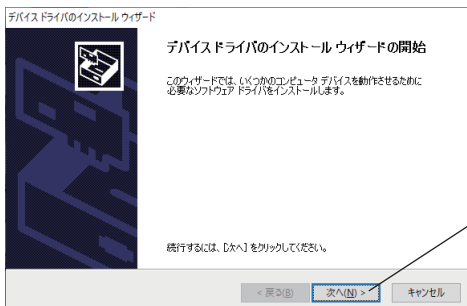 デバイス ドライバのインストール ウィザード
デバイス ドライバのインストール ウィザードの開始
このウィザードでは、いくつかのコンピュータ デバイスを動作させるために
必要なソフトウェア ドライバをインストールします。
続行するには、[次へ] をクリックしてください。
< 戻る(B) 次へ(N) > キャンセル